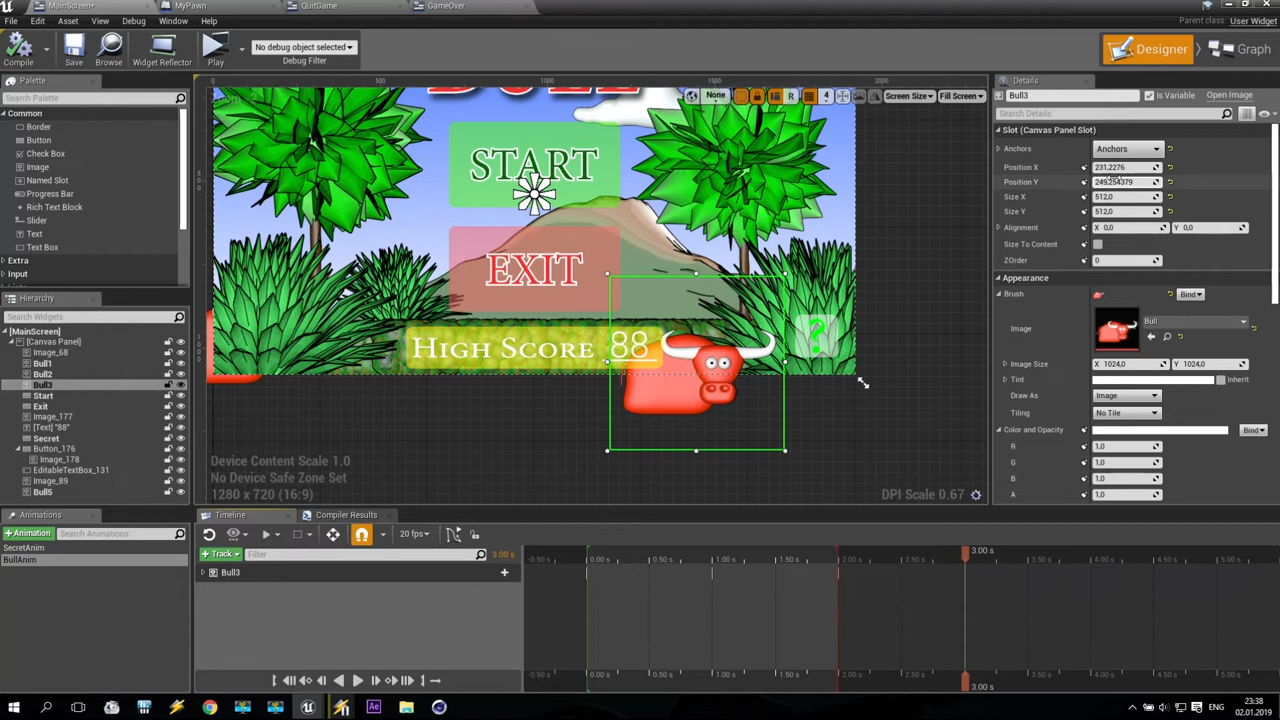 MainScreen* MyPawn QuitGame GameOver
File Edit Asset View Debug Window Help Parent class: User Widget
Compile Save Browse Widget Reflector Play No debug object selected Debug Filter Designer Graph
Palette
Search Palette
Common
Border
Button
Check Box
Image
Named Slot
Progress Bar
Rich Text Block
Slider
Text
Text Box
Extra
Input
Hierarchy
Search Widgets
[MainScreen]
[Canvas Panel]
Image_68
Bull1
Bull2
Bull3
Start
Exit
Image_177
[Text] "88"
Secret
Button_176
Image_178
EditableTextBox_131
Image_89
Bull5
0 500 1000 1500 2000
None R 4 Screen Size Fill Screen
START
EXIT
HIGH SCORE 88
?
Device Content Scale 1.0
No Device Safe Zone Set
1280 x 720 (16:9)
DPI Scale 0.67
Details
Bull3 Is Variable Open Image
Search Details
Slot (Canvas Panel Slot)
Anchors Anchors
Position X 231,2276
Position Y 249,254379
Size X 512,0
Size Y 512,0
Alignment X 0,0 Y 0,0
Size To Content
ZOrder 0
Appearance
Brush Bind
Image Bull
Image Size X 1024,0 Y 1024,0
Tint Inherit
Draw As Image
Tiling No Tile
Color and Opacity Bind
R 1,0
G 1,0
B 1,0
A 1,0
Animations
Animation Search Animations
SecretAnim
BullAnim
Timeline Compiler Results
20 fps
Track Filter 3.00 s
Bull3
3.00 s
-0.50 s 0.00 s 0.50 s 1.00 s 1.50 s 2.00 s 2.50 s 3.50 s 4.00 s 4.50 s 5.00 s
-0.50 s 0.00 s 0.50 s 1.00 s 1.50 s 2.00 s 2.50 s 3.50 s 4.00 s 4.50 s 5.00 s
3.00 s
Ae
ENG
23:38
02.01.2019